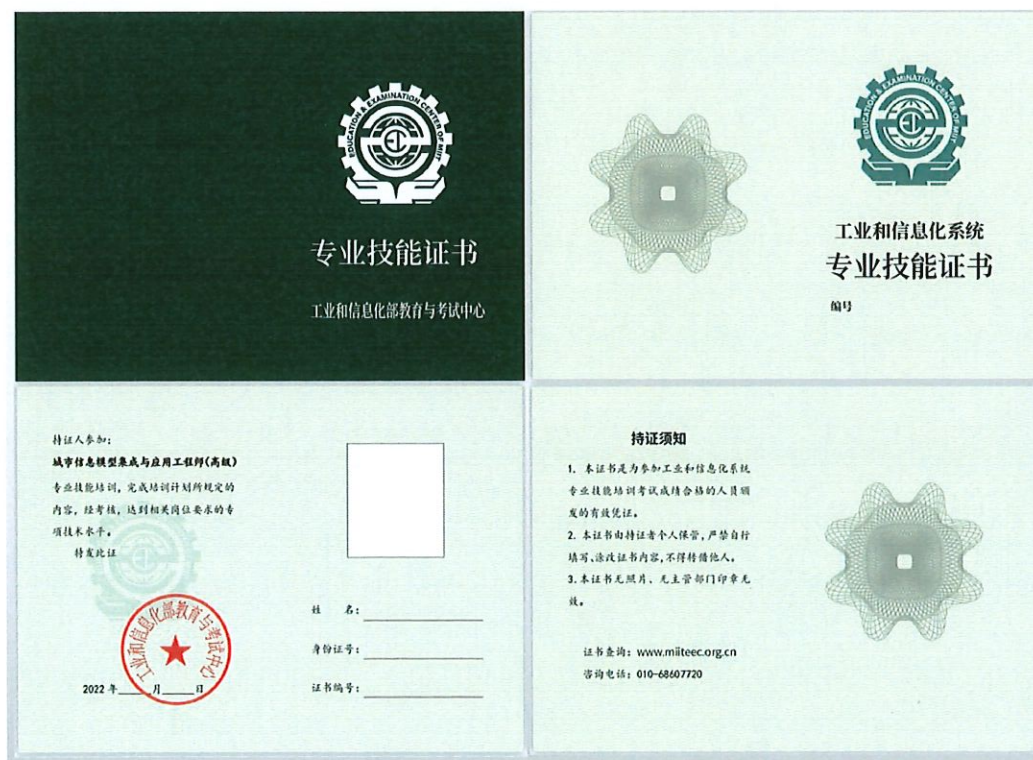 EDUCATION & EXAMINATION CENTER OF MIIT
EIC
专业技能证书
工业和信息化部教育与考试中心
EDUCATION & EXAMINATION CENTER OF MIIT
EIC
工业和信息化系统
专业技能证书
编号
持证人参加:
城市信息模型集成与应用工程师(高级)
专业技能培训,完成培训计划所规定的
内容,经考核,达到相关岗位要求的专
项技术水平。
特发此证
工业和信息化部教育与考试中心
2022 年____月____日
姓 名:
身份证号:
证书编号:
持证须知
1. 本证书是为参加工业和信息化系统
专业技能培训考试成绩合格的人员颁
发的有效凭证。
2. 本证书由持证者个人保管,严禁自行
填写、涂改证书内容,不得转借他人。
3.本证书无照片、无主管部门印章无
效。
证书查询:www.miiteec.org.cn
咨询电话:010-68607720